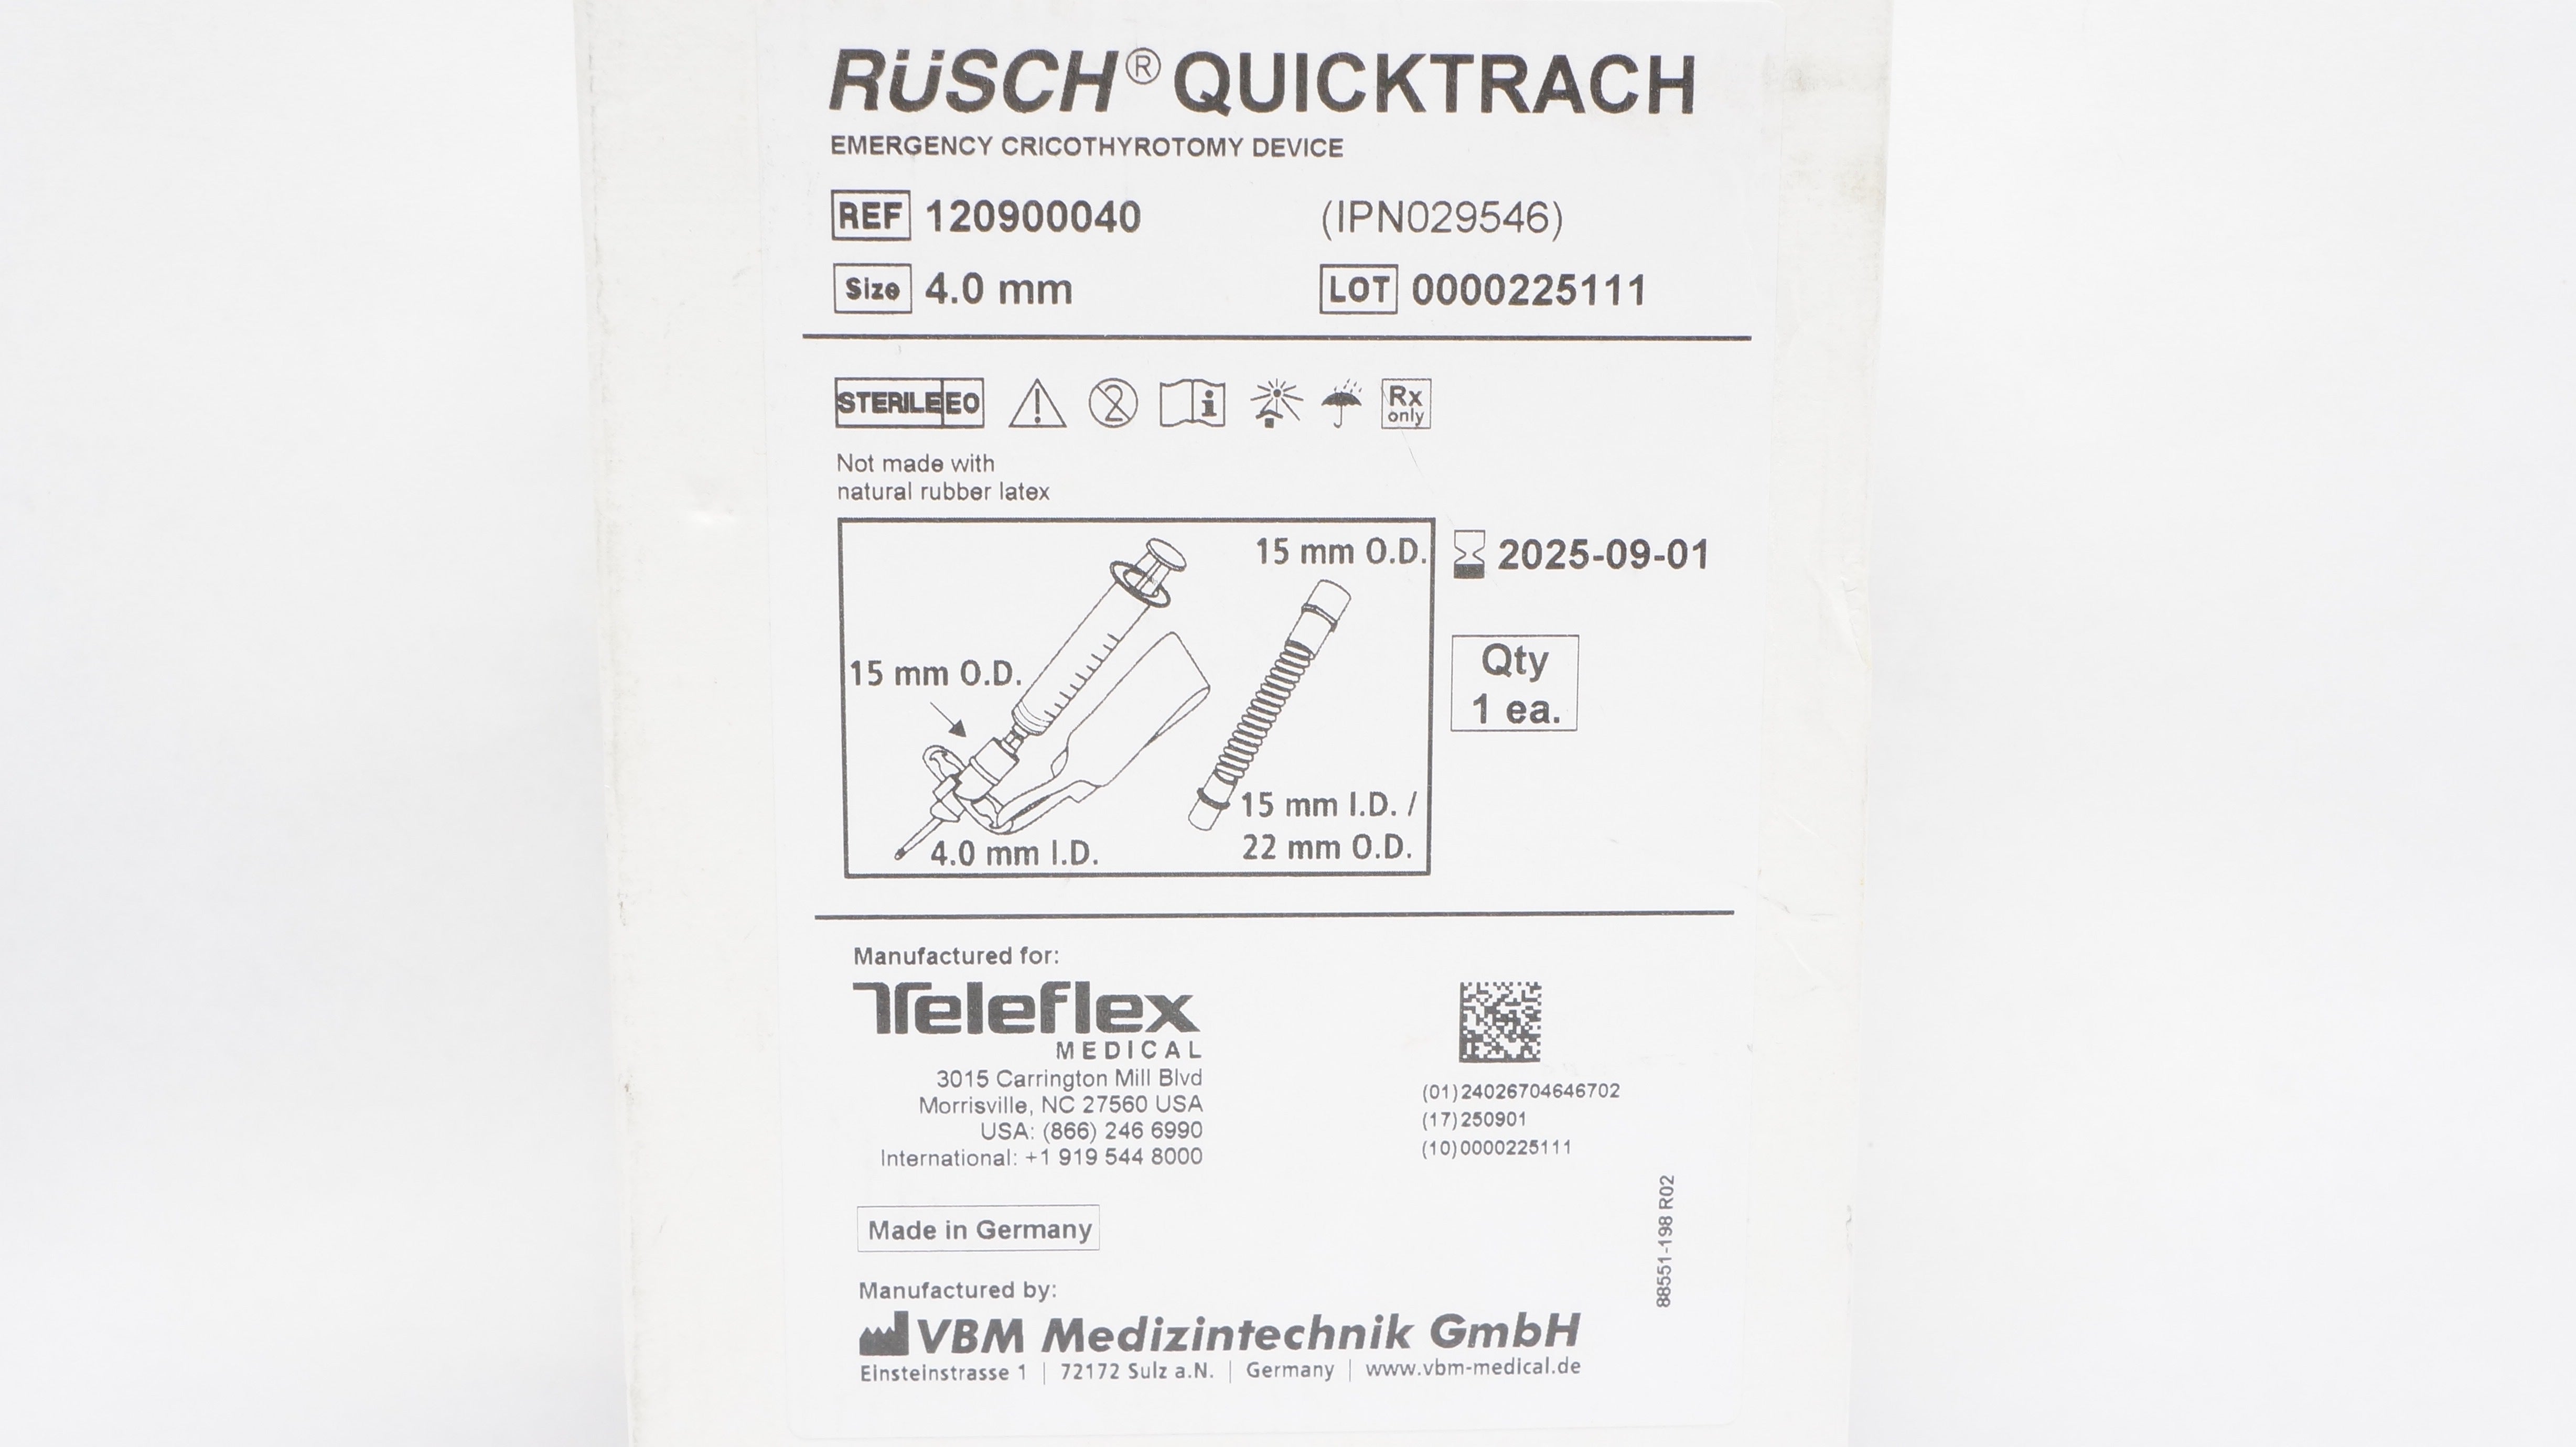 RÜSCH® QUICKTRACH
EMERGENCY CRICOTHYROTOMY DEVICE
REF 120900040 (IPN029546)
Size 4.0 mm LOT 0000225111
STERILE EO 2 i Rx only
Not made with
natural rubber latex
15 mm O.D.
2025-09-01
15 mm O.D.
Qty
1 ea.
15 mm I.D. /
22 mm O.D.
4.0 mm I.D.
Manufactured for:
Teleflex
MEDICAL
3015 Carrington Mill Blvd
Morrisville, NC 27560 USA
USA: (866) 246 6990
International: +1 919 544 8000
(01)24026704646702
(17)250901
(10)0000225111
88551-198 R02
Made in Germany
Manufactured by:
VBM Medizintechnik GmbH
Einsteinstrasse 1 | 72172 Sulz a.N. | Germany | www.vbm-medical.de